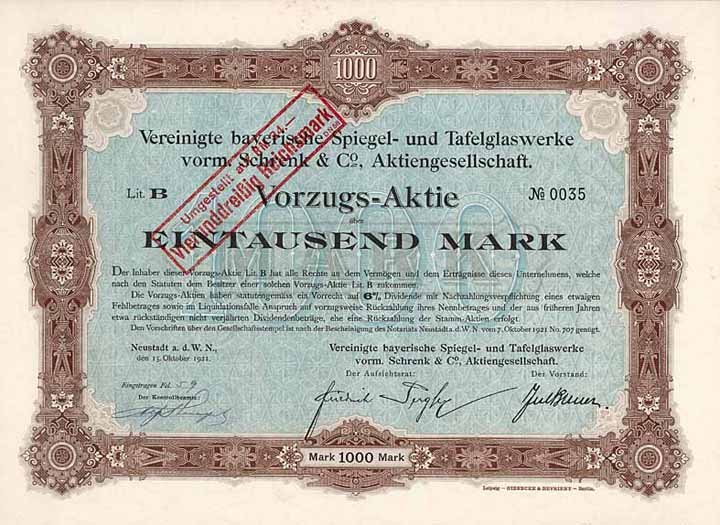 1000
Vereinigte bayerische Spiegel- und Tafelglaswerke
vorm. Schrenk & Cº, Aktiengesellschaft.
Umgestellt auf RM 34.—
Vierunddreißig Reichsmark
Lit. B Vorzugs-Aktie № 0035
über
EINTAUSEND MARK
Der Inhaber dieser Vorzugs-Aktie Lit. B hat alle Rechte an dem Vermögen und dem Erträgnisse dieses Unternehmens, welche
nach den Statuten dem Besitzer einer solchen Vorzugs-Aktie Lit. B zukommen.
Die Vorzugs-Aktien haben statutengemäss ein Vorrecht auf 6% Dividende mit Nachzahlungsverpflichtung eines etwaigen
Fehlbetrages sowie im Liquidationsfalle Anspruch auf vorzugsweise Rückzahlung ihres Nennbetrages und der aus früheren Jahren
etwa rückständigen nicht verjährten Dividendenbeträge, ehe eine Rückzahlung der Stamm-Aktien erfolgt.
Den Vorschriften über den Gesellschaftsstempel ist nach der Bescheinigung des Notariats Neustadt a. d. W. N. vom 7. Oktober 1921 No. 707 genügt.
Neustadt a. d. W. N.,
den 15. Oktober 1921.
Vereinigte bayerische Spiegel- und Tafelglaswerke
vorm. Schrenk & Cº, Aktiengesellschaft.
Der Aufsichtsrat: Der Vorstand:
Eingetragen Fol. 59
Der Kontrollbeamte:
Mark 1000 Mark
Leipzig — GIESECKE & DEVRIENT — Berlin.